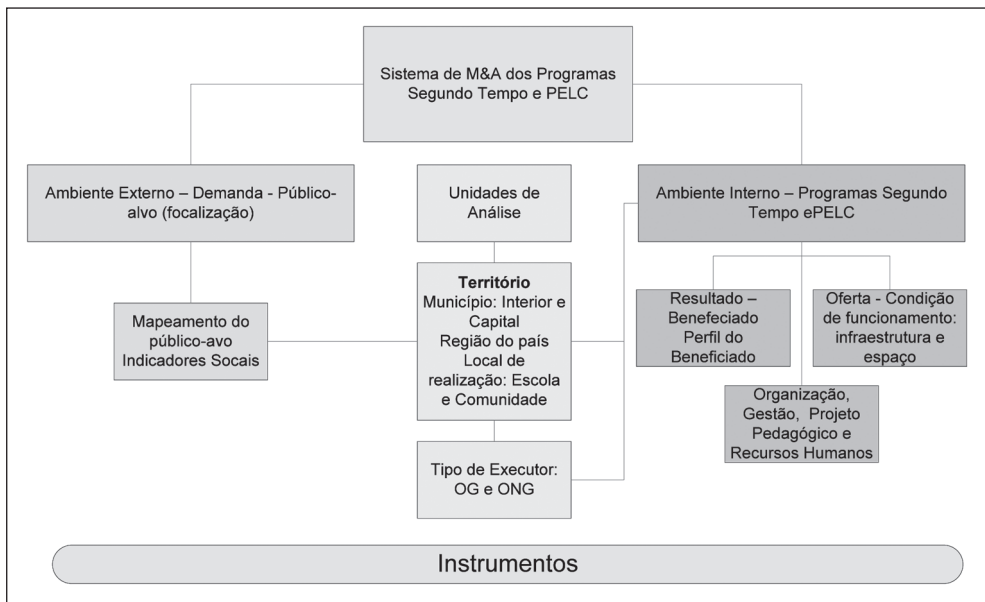 Sistema de M&A dos Programas
Segundo Tempo e PELC
Ambiente Externo – Demanda - Público-
alvo (focalização)
Unidades de
Análise
Ambiente Interno – Programas Segundo
Tempo ePELC
Mapeamento do
público-avo
Indicadores Socais
Território
Município: Interior e
Capital
Região do país
Local de
realização: Escola
e Comunidade
Resultado –
Benefeciado
Perfil do
Beneficiado
Oferta - Condição
de funcionamento:
infraestrutura e
espaço
Organização,
Gestão, Projeto
Pedagógico e
Recursos Humanos
Tipo de Executor:
OG e ONG
Instrumentos